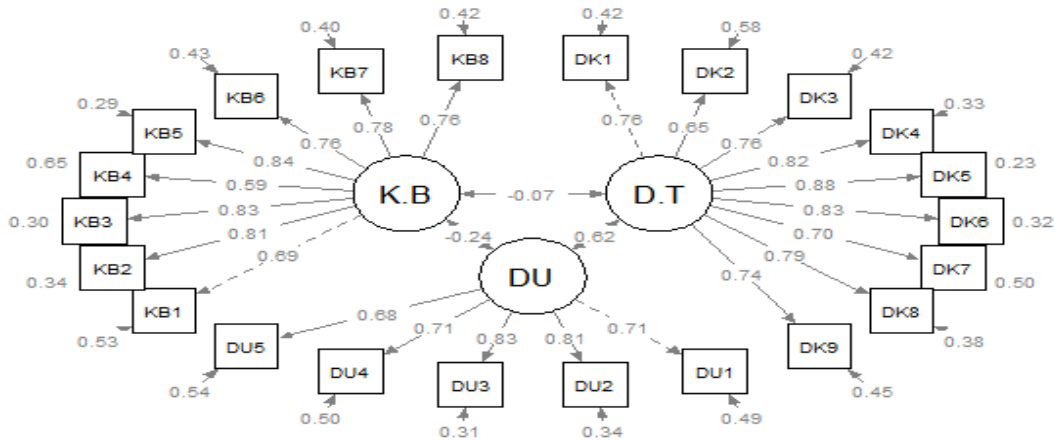 0.42 0.42
0.40 0.58
0.43 KB8 DK1 0.42
KB7 DK2
KB6 DK3
0.29 0.33
KB5 0.78 0.76 0.76 0.65 DK4
0.76 0.76
0.65 KB4 0.84 0.82 DK5 0.23
0.59 K.B -0.07 D.T 0.88
0.30 KB3 0.83 0.83 DK6 0.32
0.81 0.70
KB2 -0.24 0.62 DK7
0.34 0.69 0.79 0.50
KB1 DU 0.74 DK8
0.53 0.68 0.38
DU5 0.71 0.83 0.81 0.71 DK9
DU4 DU3 DU2 DU1
0.54 0.45
0.50 0.49
0.31 0.34